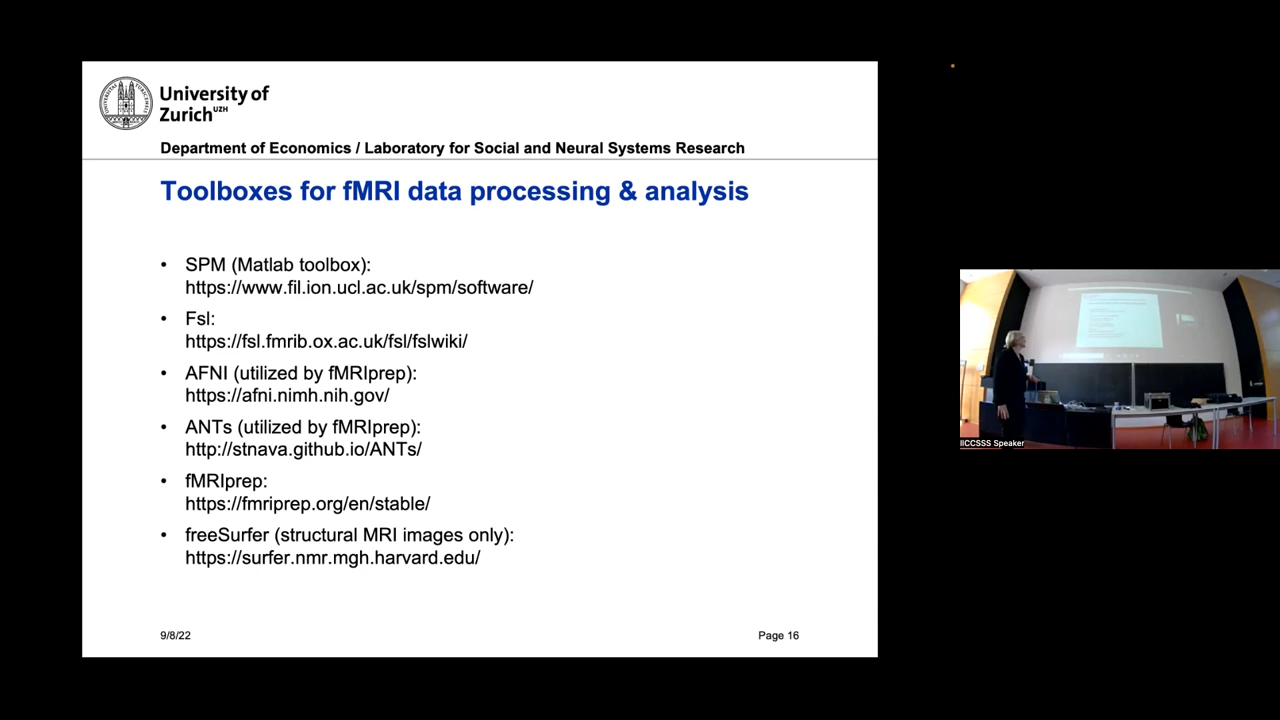 University of
Zurich UZH
Department of Economics / Laboratory for Social and Neural Systems Research
Toolboxes for fMRI data processing & analysis
• SPM (Matlab toolbox):
https://www.fil.ion.ucl.ac.uk/spm/software/
• Fsl:
https://fsl.fmrib.ox.ac.uk/fsl/fslwiki/
• AFNI (utilized by fMRIprep):
https://afni.nimh.nih.gov/
• ANTs (utilized by fMRIprep):
http://stnava.github.io/ANTs/
• fMRIprep:
https://fmriprep.org/en/stable/
• freeSurfer (structural MRI images only):
https://surfer.nmr.mgh.harvard.edu/
9/8/22
Page 16
IICCSSS Speaker